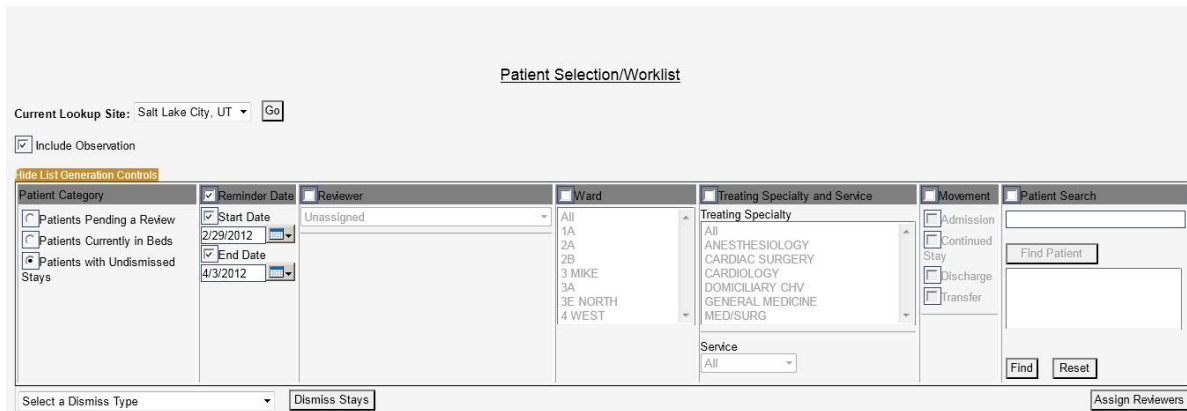 Patient Selection/Worklist
Current Lookup Site: Salt Lake City, UT Go
Include Observation
Hide List Generation Controls
Patient Category
Patients Pending a Review
Patients Currently in Beds
Patients with Undismissed
Stays
Reminder Date
Start Date
2/29/2012
End Date
4/3/2012
Reviewer
Unassigned
Ward
All
1A
2A
2B
3 MIKE
3A
3E NORTH
4 WEST
Treating Specialty and Service
Treating Specialty
All
ANESTHESIOLOGY
CARDIAC SURGERY
CARDIOLOGY
DOMICILIARY CHV
GENERAL MEDICINE
MED/SURG
Service
All
Movement
Admission
Continued
Stay
Discharge
Transfer
Patient Search
Find Patient
Find Reset
Select a Dismiss Type Dismiss Stays Assign Reviewers